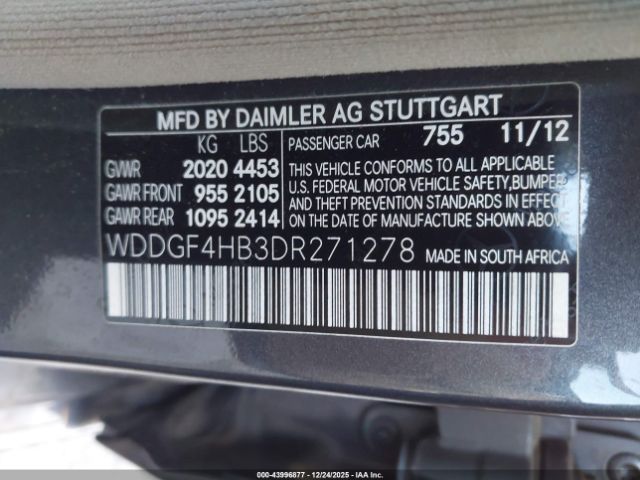 MFD BY DAIMLER AG STUTTGART
KG LBS PASSENGER CAR 755 11/12
GVWR 2020 4453
GAWR FRONT 955 2105
GAWR REAR 1095 2414
THIS VEHICLE CONFORMS TO ALL APPLICABLE
U.S. FEDERAL MOTOR VEHICLE SAFETY,BUMPER
AND THEFT PREVENTION STANDARDS IN EFFECT
ON THE DATE OF MANUFACTURE SHOWN ABOVE.
WDDGF4HB3DR271278 MADE IN SOUTH AFRICA
000-43996877 - 12/24/2025 - IAA Inc.